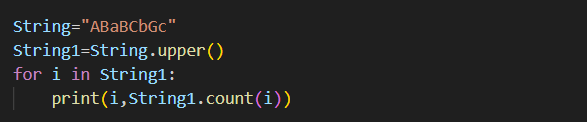 String="ABaBCbGc"
String1=String.upper()
for i in String1:
    print(i,String1.count(i))